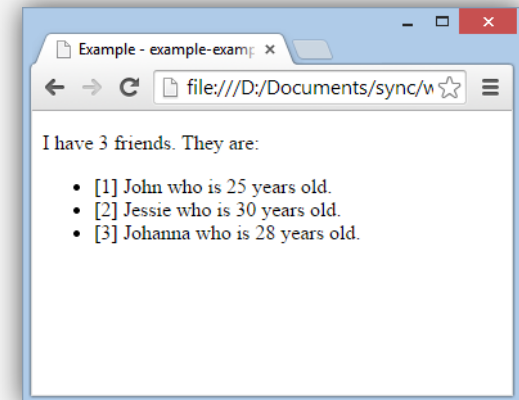 Example - example-examp
file:///D:/Documents/sync/w
I have 3 friends. They are:
[1] John who is 25 years old.
[2] Jessie who is 30 years old.
[3] Johanna who is 28 years old.